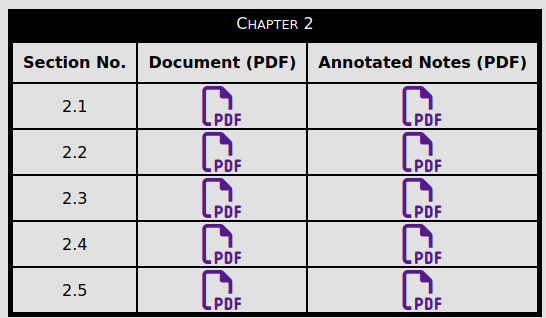 CHAPTER 2
Section No. Document (PDF) Annotated Notes (PDF)
2.1 PDF PDF
2.2 PDF PDF
2.3 PDF PDF
2.4 PDF PDF
2.5 PDF PDF